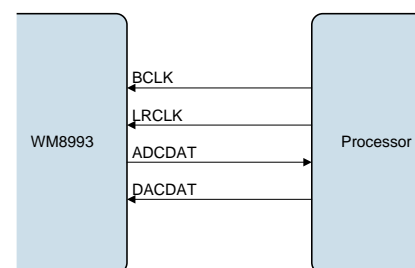 BCLK
LRCLK
WM8993
Processor
ADCDAT
DACDAT